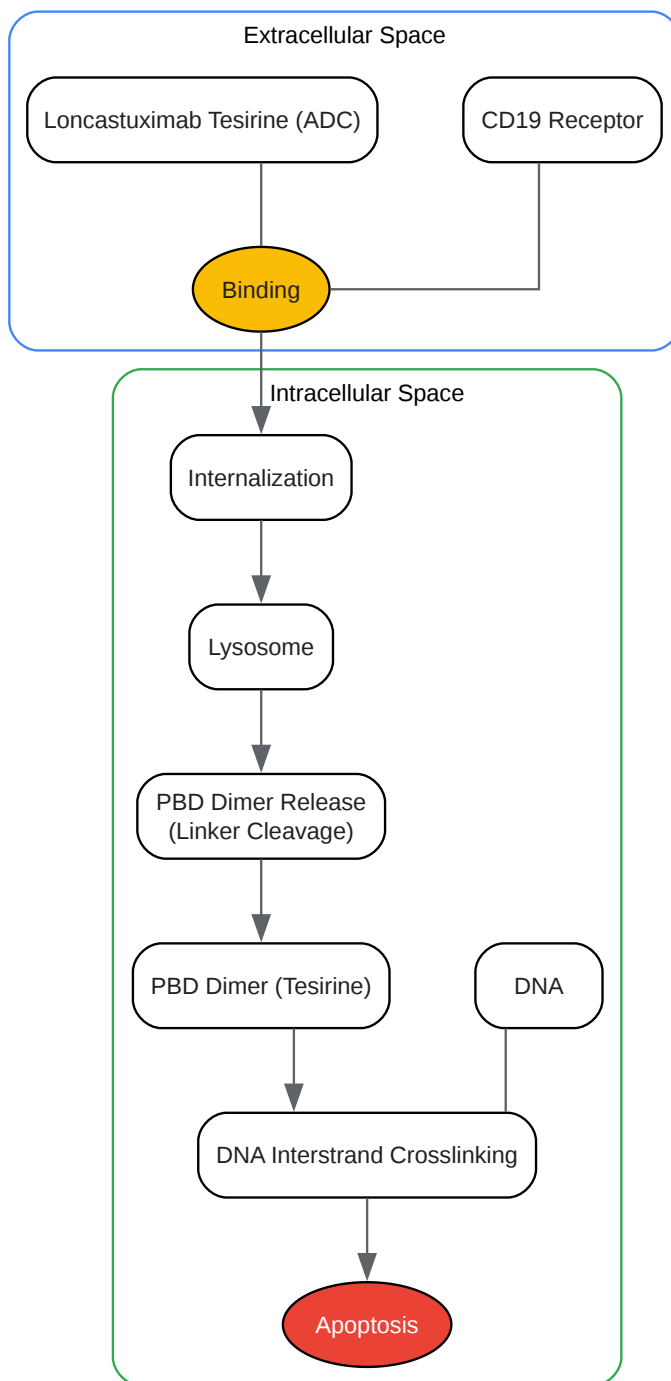 Extracellular Space
Loncastuximab Tesirine (ADC)
CD19 Receptor
Binding
Intracellular Space
Internalization
Lysosome
PBD Dimer Release
(Linker Cleavage)
PBD Dimer (Tesirine)
DNA
DNA Interstrand Crosslinking
Apoptosis